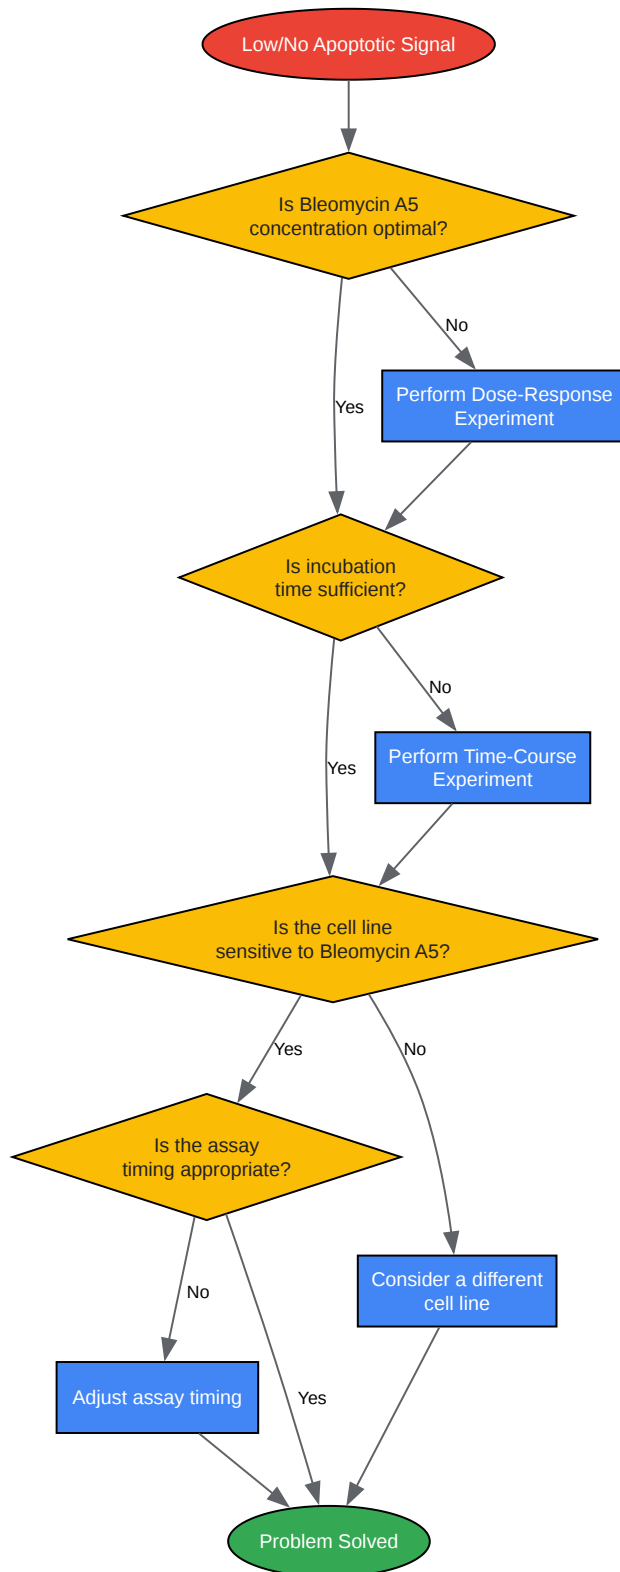 Low/No Apoptotic Signal
Is Bleomycin A5
concentration optimal?
No
Perform Dose-Response
Experiment
Yes
Is incubation
time sufficient?
No
Perform Time-Course
Experiment
Yes
Is the cell line
sensitive to Bleomycin A5?
Yes
No
Is the assay
timing appropriate?
Consider a different
cell line
No
Adjust assay timing
Yes
Problem Solved